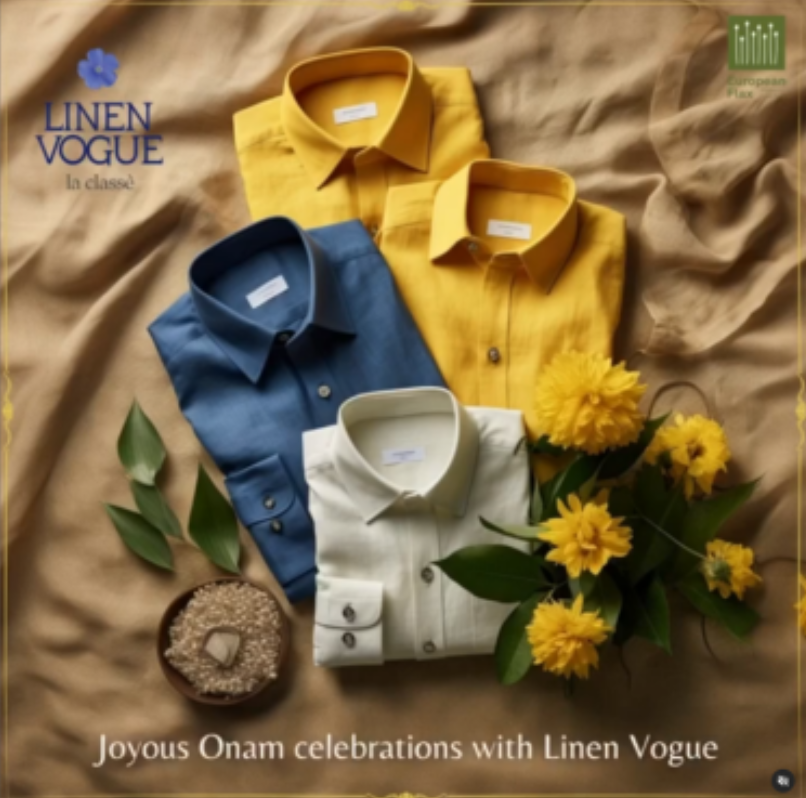 LINEN
VOGUE
la classè
European
Flax
Joyous Onam celebrations with Linen Vogue